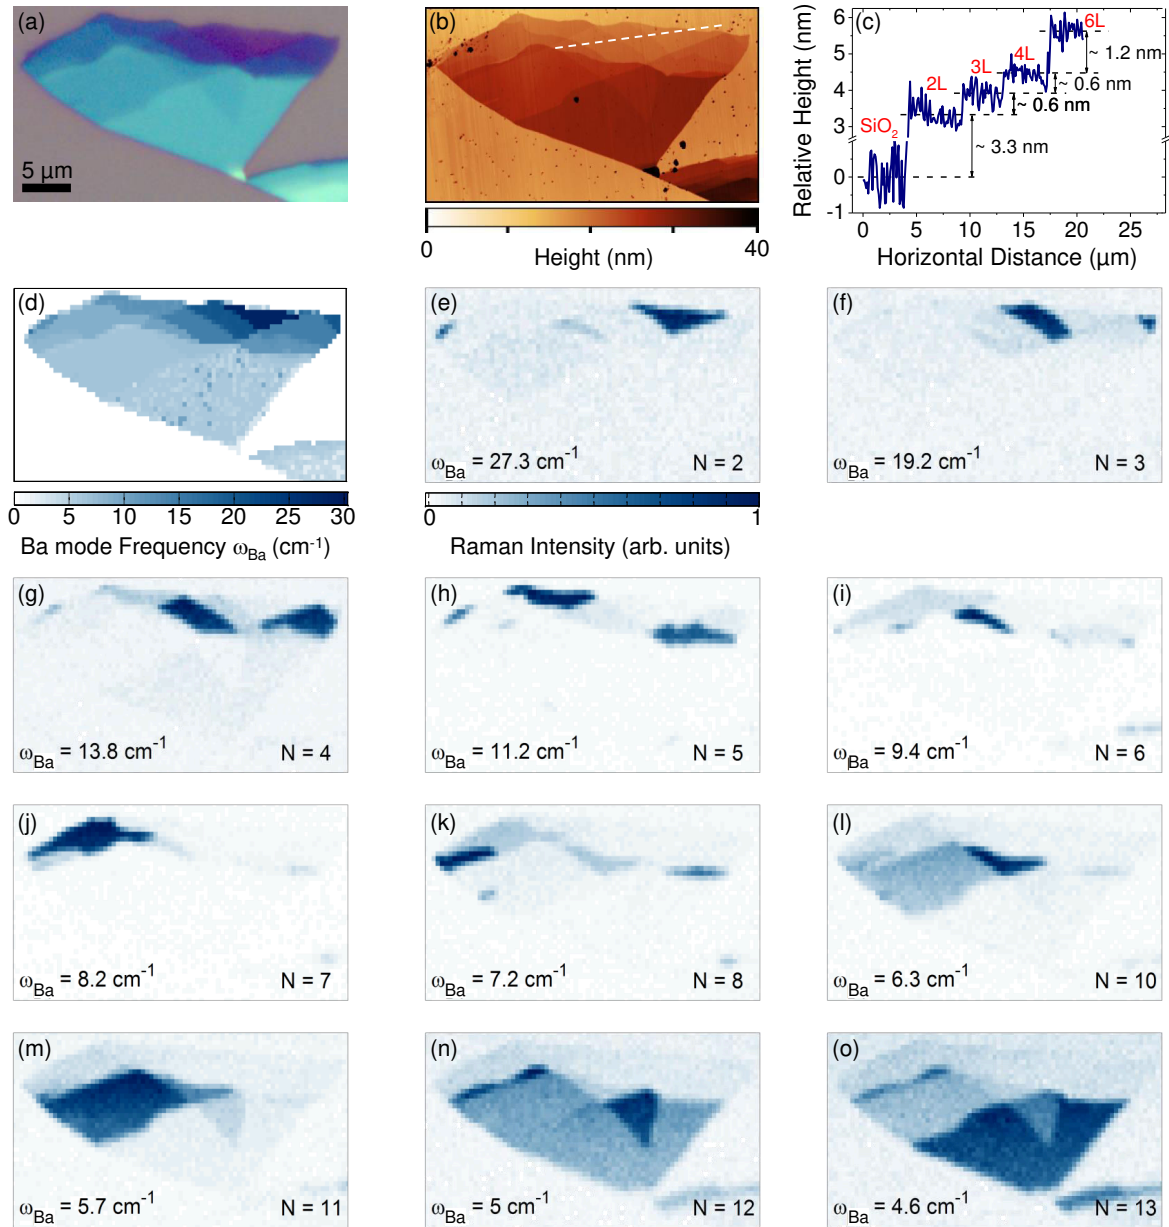 (a)
5 μm
(b)
0 40
Height (nm)
(c)
Relative Height (nm)
6
5
4
3
0
-1
SiO2
2L
3L
4L
6L
~ 1.2 nm
~ 0.6 nm
~ 0.6 nm
~ 3.3 nm
0 5 10 15 20 25
Horizontal Distance (μm)
(d)
0 5 10 15 20 25 30
Ba mode Frequency ωBa (cm-1)
(e)
ωBa = 27.3 cm-1 N = 2
0 1
Raman Intensity (arb. units)
(f)
ωBa = 19.2 cm-1 N = 3
(g)
ωBa = 13.8 cm-1 N = 4
(h)
ωBa = 11.2 cm-1 N = 5
(i)
ωBa = 9.4 cm-1 N = 6
(j)
ωBa = 8.2 cm-1 N = 7
(k)
ωBa = 7.2 cm-1 N = 8
(l)
ωBa = 6.3 cm-1 N = 10
(m)
ωBa = 5.7 cm-1 N = 11
(n)
ωBa = 5 cm-1 N = 12
(o)
ωBa = 4.6 cm-1 N = 13